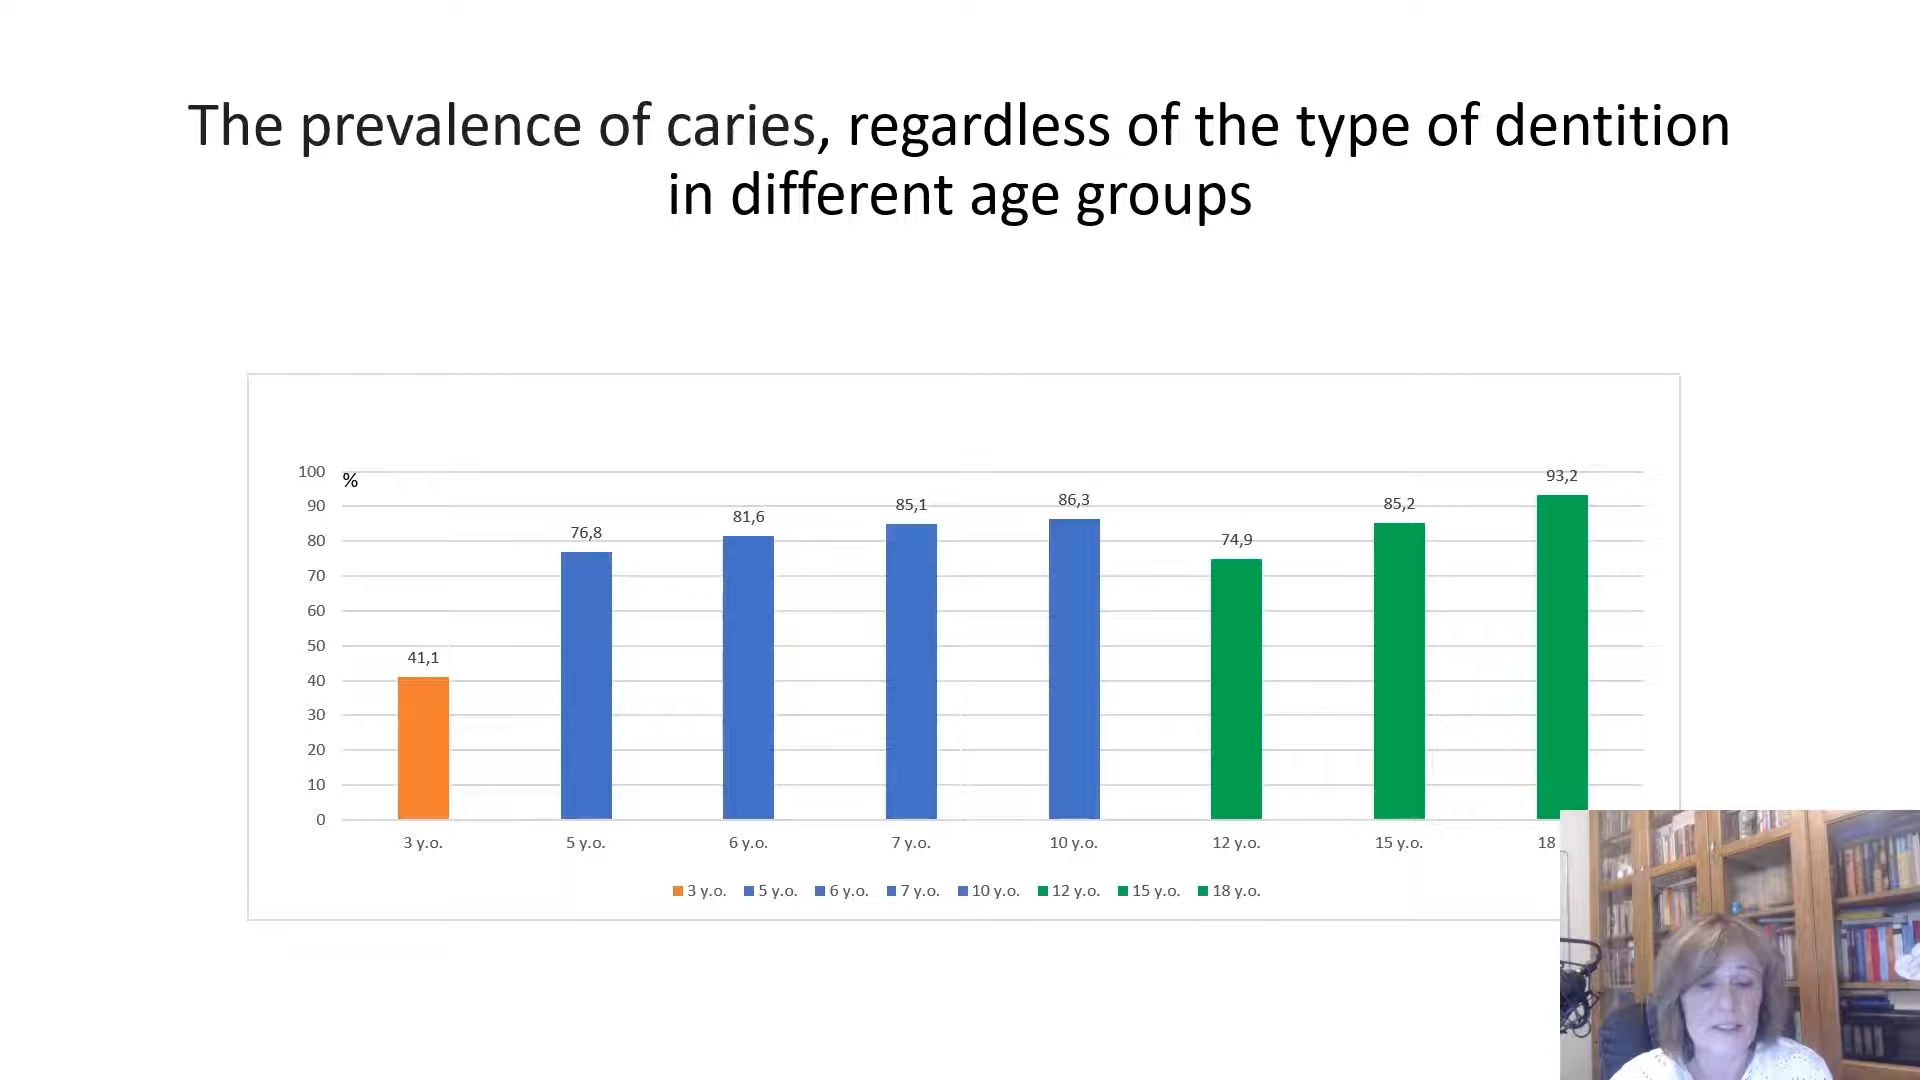 The prevalence of caries, regardless of the type of dentition
in different age groups
%
100
90
80
70
60
50
40
30
20
10
0
41,1
76,8
81,6
85,1
86,3
74,9
85,2
93,2
3 y.o.
5 y.o.
6 y.o.
7 y.o.
10 y.o.
12 y.o.
15 y.o.
18
3 y.o. 5 y.o. 6 y.o. 7 y.o. 10 y.o. 12 y.o. 15 y.o. 18 y.o.